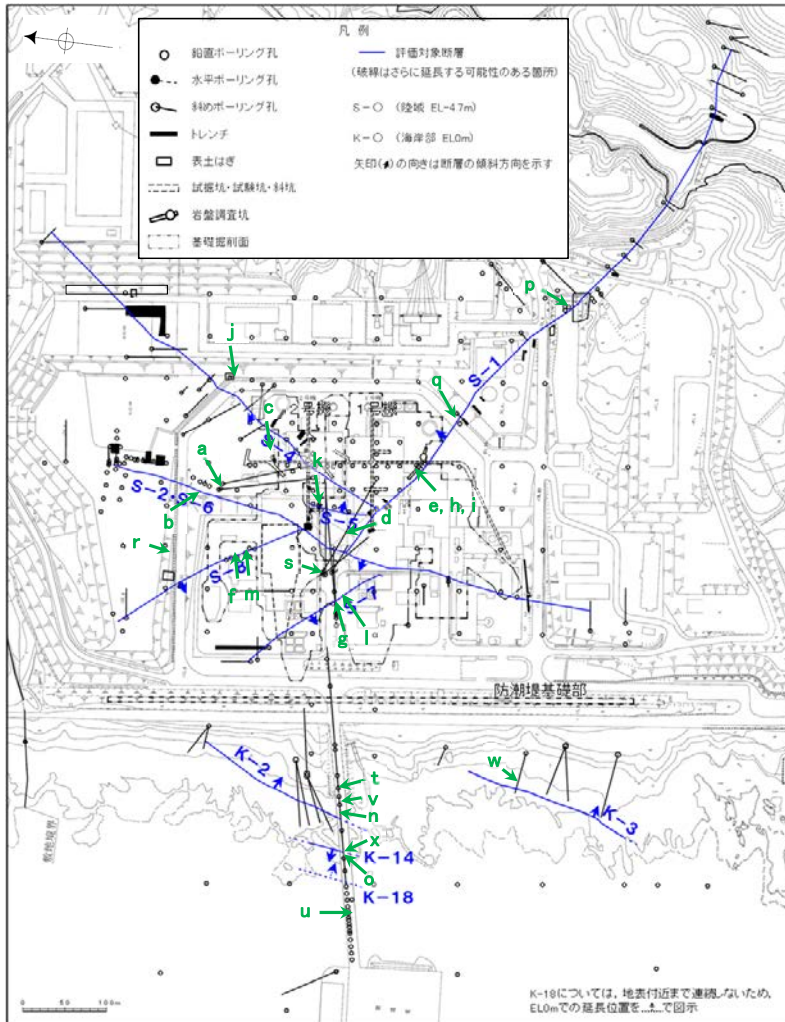 凡 例
鉛直ボーリング孔
水平ボーリング孔
斜めボーリング孔
トレンチ
表土はぎ
試掘坑・試験坑・斜坑
岩盤調査坑
基礎掘削面
評価対象断層
(破線はさらに延長する可能性のある箇所)
S-○ (陸域 EL-4.7m)
K-○ (海岸部 EL0m)
矢印( )の向きは断層の傾斜方向を示す
p
j
S-1
q
2号機
1号機
c
S-4
a
k
b
S-2・S-6
S-5
d
e, h, i
r
S-8
f
m
s
S-7
g
l
防潮堤基礎部
K-2
t
v
n
w
K-3
x
K-14
o
K-18
u
敷地境界
0 50 100m
K-18については、地表付近まで連続しないため、
EL0mでの延長位置を で図示